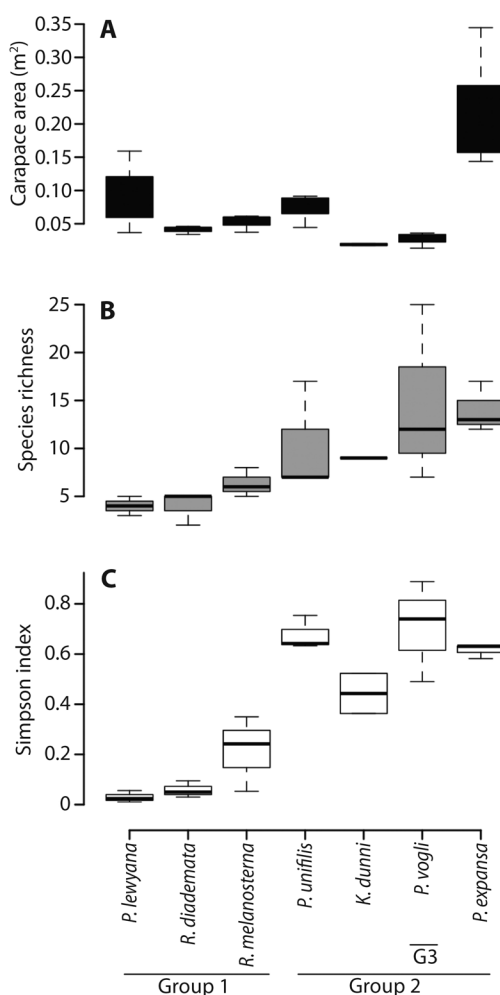 A
Carapace area (m²)
0.35
0.30
0.25
0.20
0.15
0.10
0.05
B
Species richness
25
20
15
10
5
C
Simpson index
0.8
0.6
0.4
0.2
0
P. lewyana
R. diademata
R. melanosterna
P. unifilis
K. dunni
P. vogli
P. expansa
G3
Group 1
Group 2